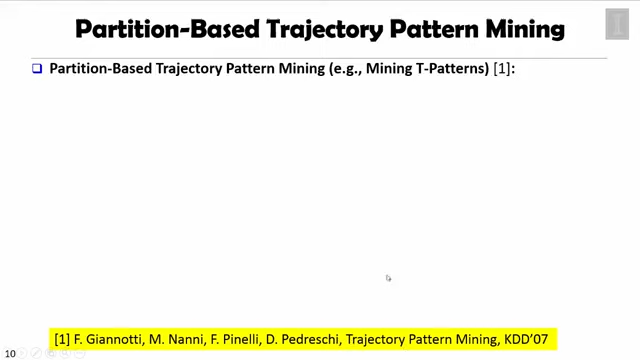 Partition-Based Trajectory Pattern Mining
Partition-Based Trajectory Pattern Mining (e.g., Mining T-Patterns) [1]:
[1] F. Giannotti, M. Nanni, F. Pinelli, D. Pedreschi, Trajectory Pattern Mining, KDD'07
10